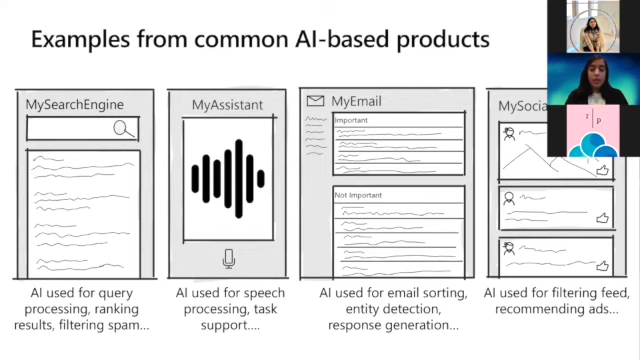 Examples from common AI-based products
MySearchEngine
MyAssistant
MyEmail
Important
Not Important
MySocia
AI used for query
processing, ranking
results, filtering spam...
AI used for speech
processing, task
support....
AI used for email sorting,
entity detection,
response generation...
AI used for filtering feed,
recommending ads...
r | p